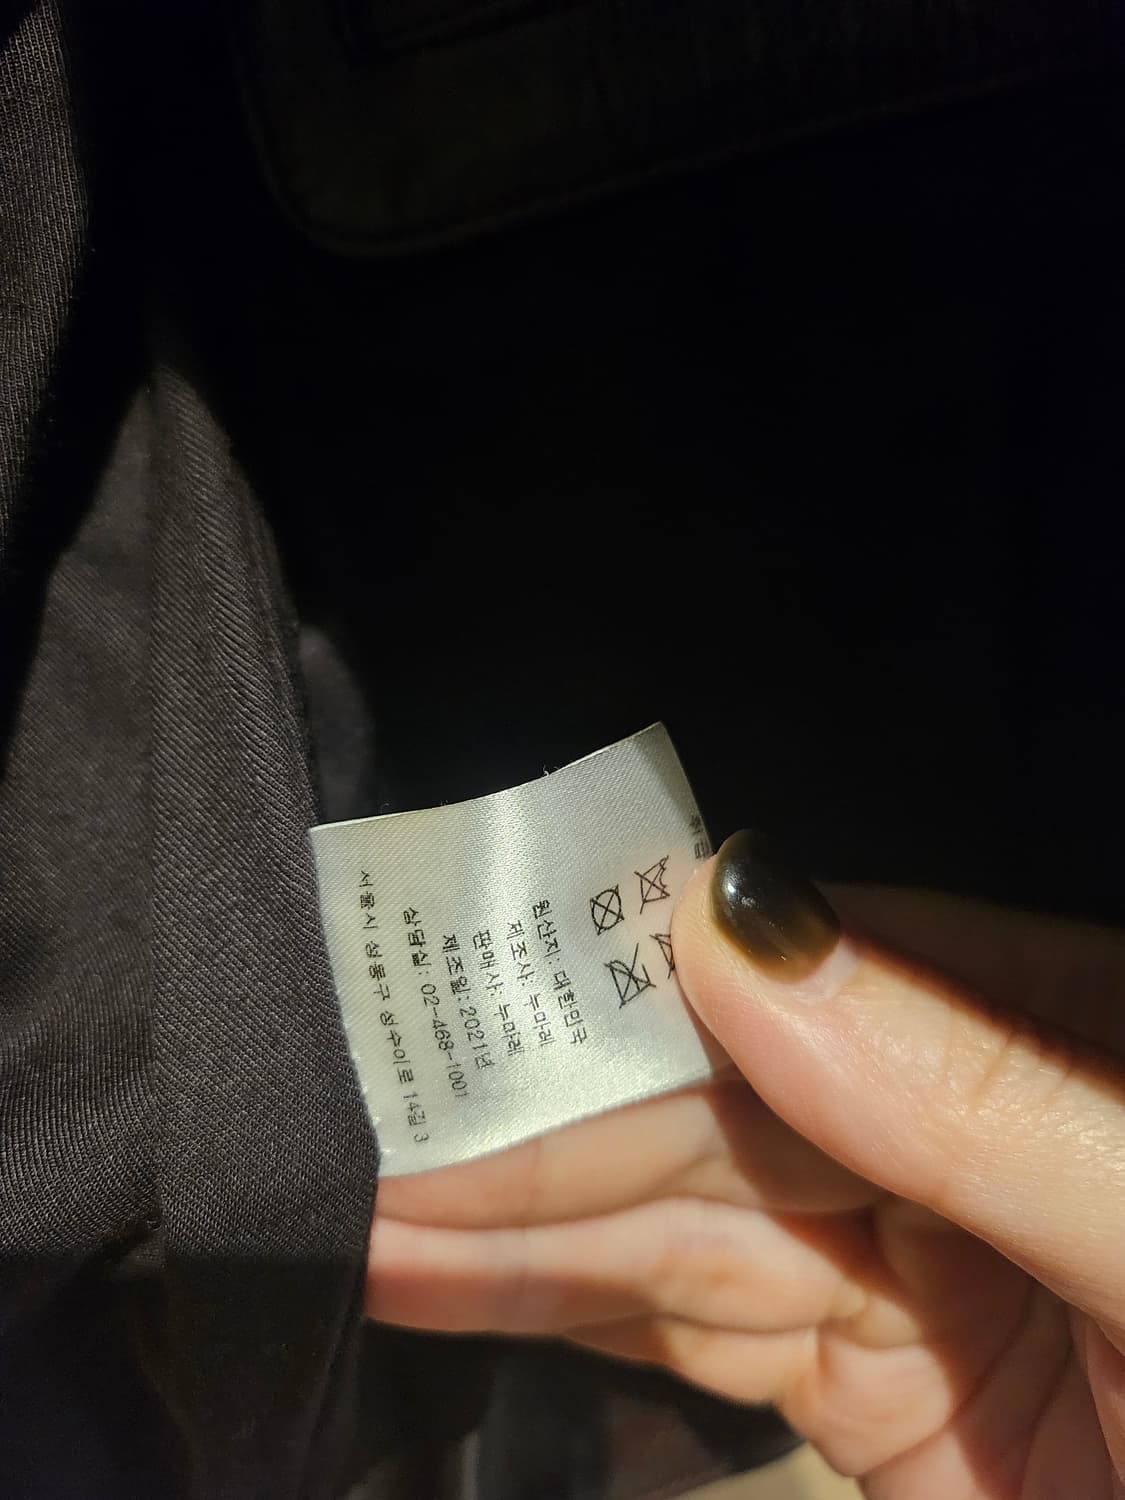 원산지: 대한민국
제조사: 누마레
판매사: 누마레
제조일: 2021년
상담실: 02-468-1001
서울시 성동구 성수이로 14길 3